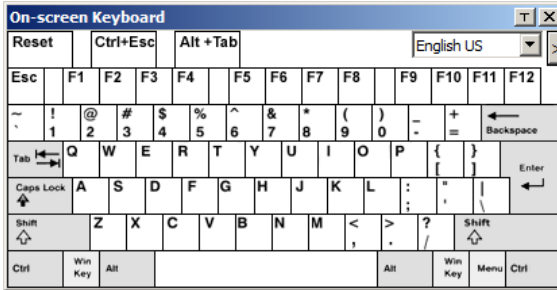 On-screen Keyboard
Reset Ctrl+Esc Alt +Tab English US >
Esc F1 F2 F3 F4 F5 F6 F7 F8 F9 F10 F11 F12
~ ! @ # $ % ^ & * ( ) _ +
` 1 2 3 4 5 6 7 8 9 0 - = Backspace
Tab Q W E R T Y U I O P { }
[ ] Enter
Caps Lock A S D F G H J K L : " |
; ' \
Shift Z X C V B N M < > ? Shift
, . /
Ctrl Win Key Alt Alt Win Key Menu Ctrl